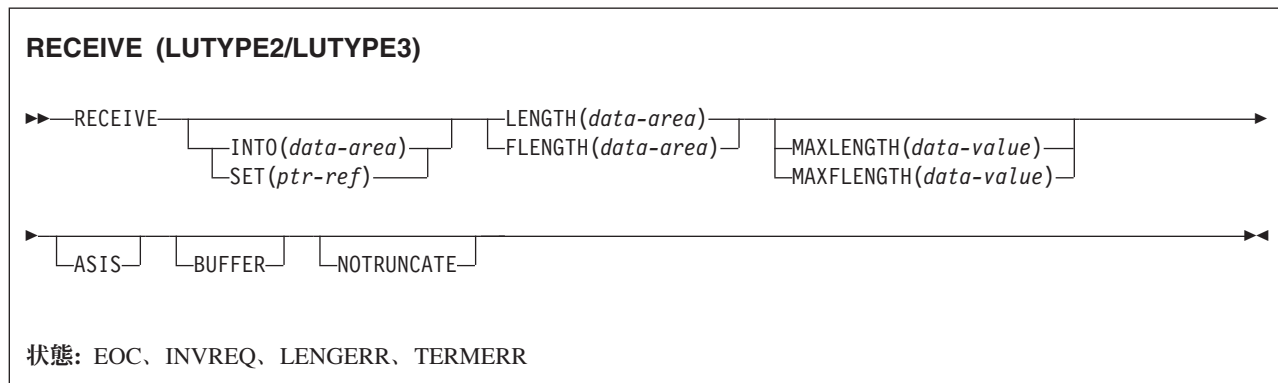 RECEIVE (LUTYPE2/LUTYPE3)
RECEIVE LENGTH(data-area)
INTO(data-area) FLENGTH(data-area) MAXLENGTH(data-value)
SET(ptr-ref) MAXFLENGTH(data-value)
ASIS BUFFER NOTRUNCATE
状態: EOC、INVREQ、LENGERR、TERMERR